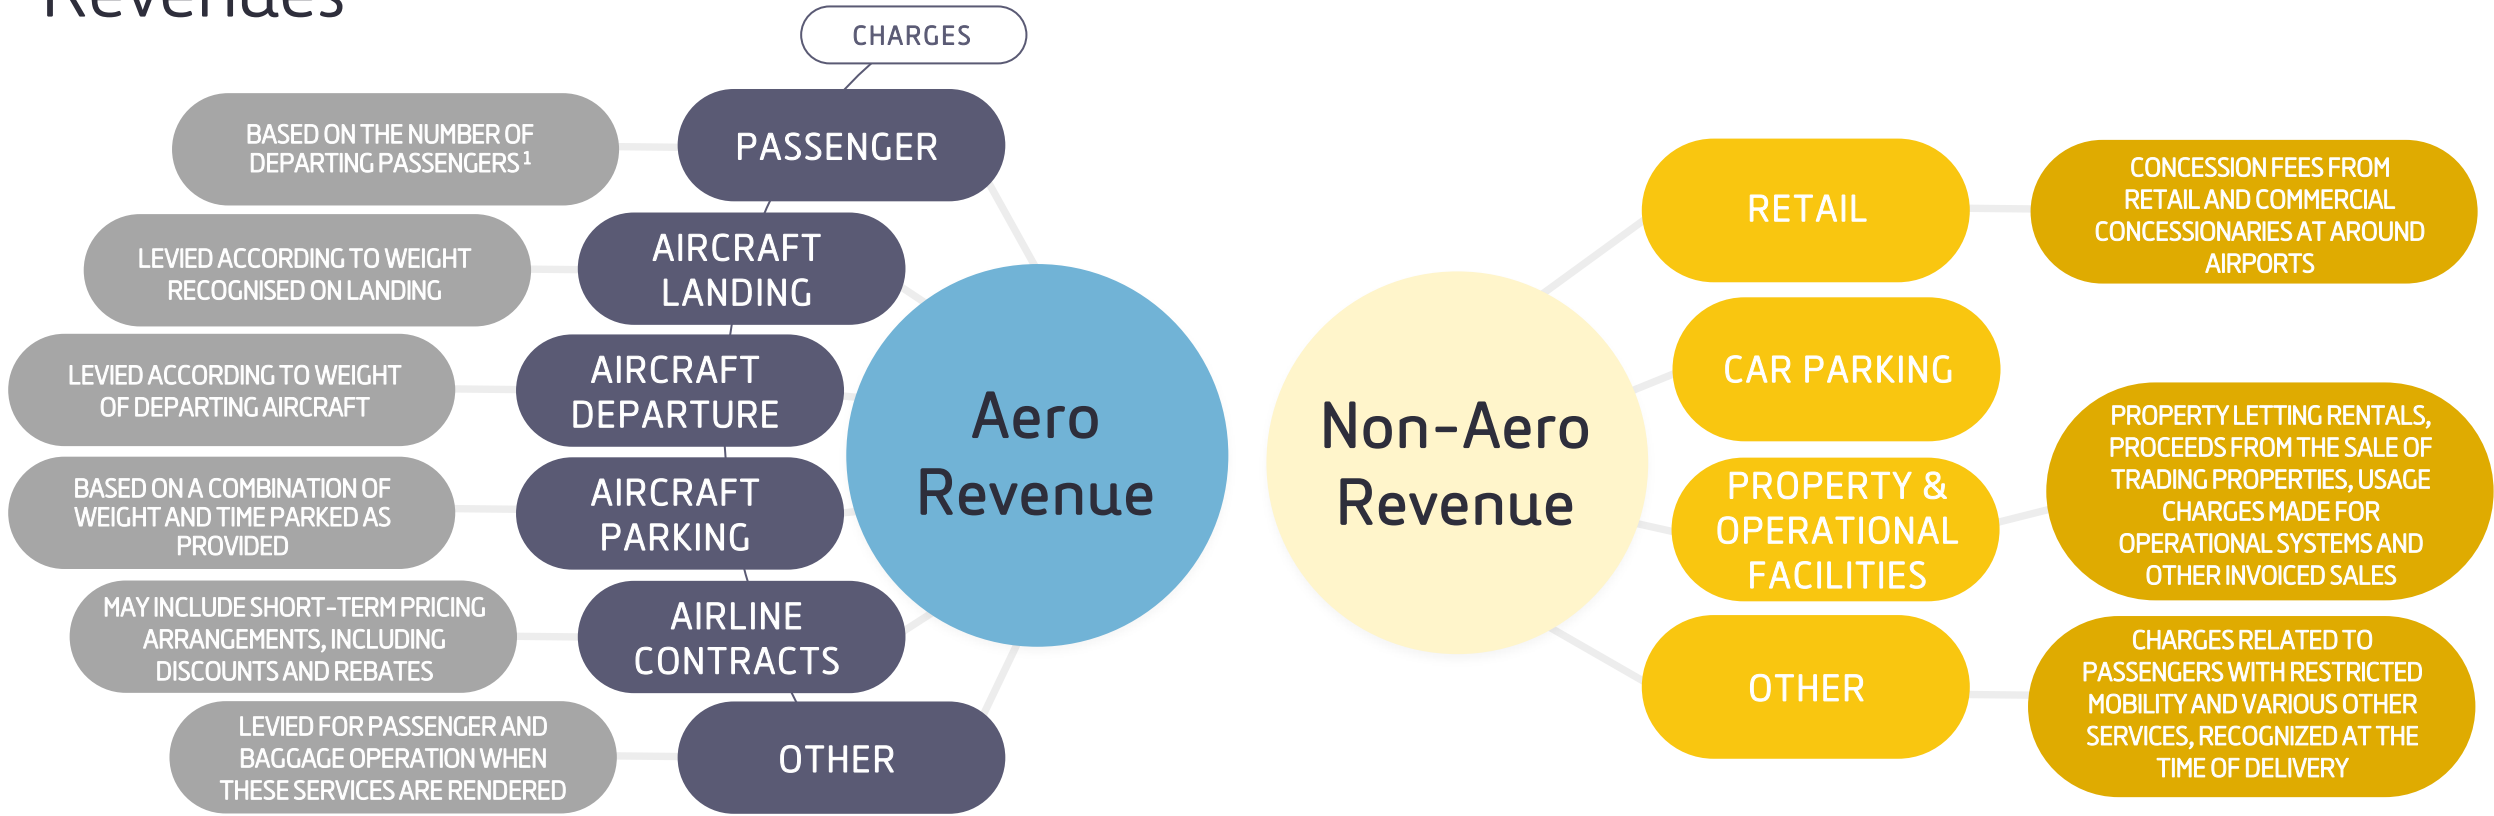 Revenues
CHARGES
PASSENGER
BASED ON THE NUMBER OF
DEPARTING PASSENGERS¹
AIRCRAFT
LANDING
LEVIED ACCORDING TO WEIGHT
RECOGNISED ON LANDING
AIRCRAFT
DEPARTURE
LEVIED ACCORDING TO WEIGHT
OF DEPARTING AIRCRAFT
AIRCRAFT
PARKING
BASED ON A COMBINATION OF
WEIGHT AND TIME PARKED AS
PROVIDED
AIRLINE
CONTRACTS
MAY INCLUDE SHORT-TERM PRICING
ARRANGEMENTS, INCLUDING
DISCOUNTS AND REBATES
OTHER
LEVIED FOR PASSENGER AND
BAGGAGE OPERATION WHEN
THESE SERVICES ARE RENDERED
Aero
Revenue
Non-Aero
Revenue
RETAIL
CONCESSION FEES FROM
RETAIL AND COMMERCIAL
CONCESSIONARIES AT AROUND
AIRPORTS
CAR PARKING
PROPERTY &
OPERATIONAL
FACILITIES
PROPERTY LETTING RENTALS,
PROCEEDS FROM THE SALE OF
TRADING PROPERTIES, USAGE
CHARGES MADE FOR
OPERATIONAL SYSTEMS AND
OTHER INVOICED SALES
OTHER
CHARGES RELATED TO
PASSENGERS WITH RESTRICTED
MOBILITY AND VARIOUS OTHER
SERVICES, RECOGNIZED AT THE
TIME OF DELIVERY